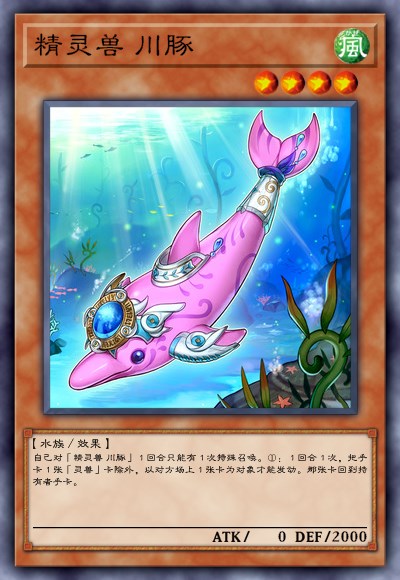 精灵兽 川豚
風
【水族／效果】
自己对「精灵兽 川豚」1回合只能有1次特殊召唤。①：1回合1次，把手
卡1张「灵兽」卡除外，以对方场上1张卡为对象才能发动。那张卡回到持
有者手卡。
ATK/ 0 DEF/2000